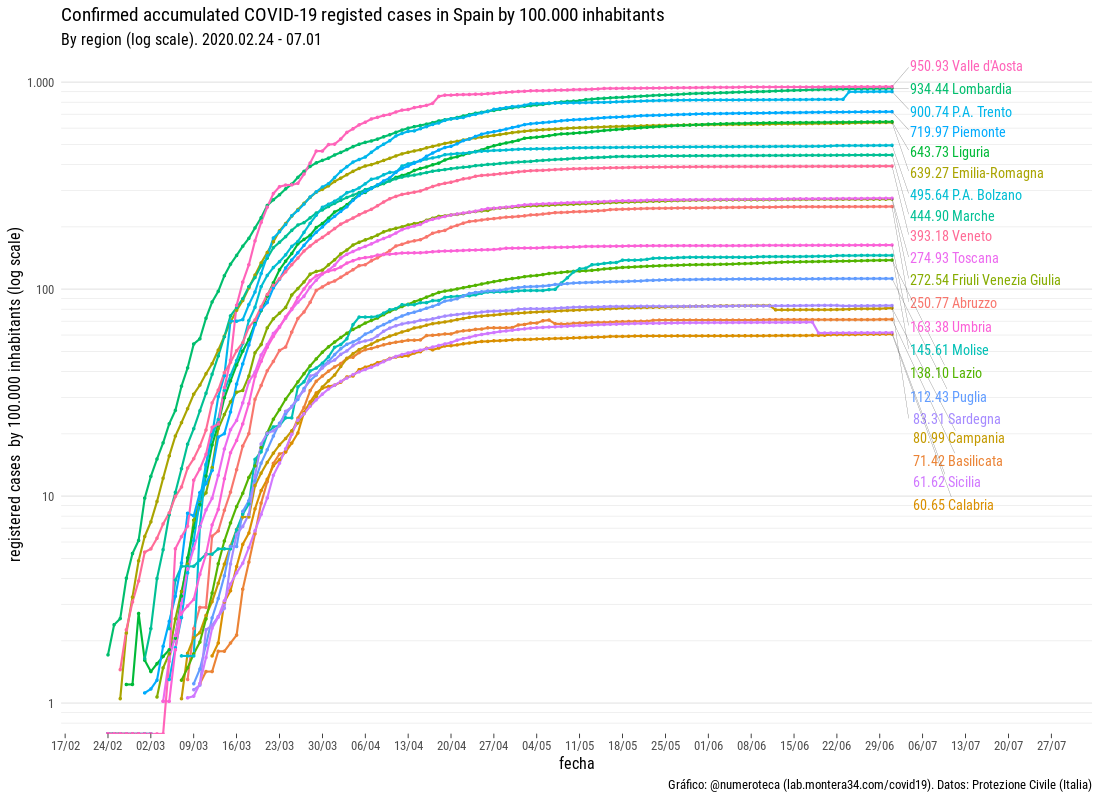 Confirmed accumulated COVID-19 registed cases in Spain by 100.000 inhabitants
By region (log scale). 2020.02.24 - 07.01
registered cases by 100.000 inhabitants (log scale)
1.000
100
10
1
950.93 Valle d'Aosta
934.44 Lombardia
900.74 P.A. Trento
719.97 Piemonte
643.73 Liguria
639.27 Emilia-Romagna
495.64 P.A. Bolzano
444.90 Marche
393.18 Veneto
274.93 Toscana
272.54 Friuli Venezia Giulia
250.77 Abruzzo
163.38 Umbria
145.61 Molise
138.10 Lazio
112.43 Puglia
83.31 Sardegna
80.99 Campania
71.42 Basilicata
61.62 Sicilia
60.65 Calabria
17/02 24/02 02/03 09/03 16/03 23/03 30/03 06/04 13/04 20/04 27/04 04/05 11/05 18/05 25/05 01/06 08/06 15/06 22/06 29/06 06/07 13/07 20/07 27/07
fecha
Gráfico: @numeroteca (lab.montera34.com/covid19). Datos: Protezione Civile (Italia)